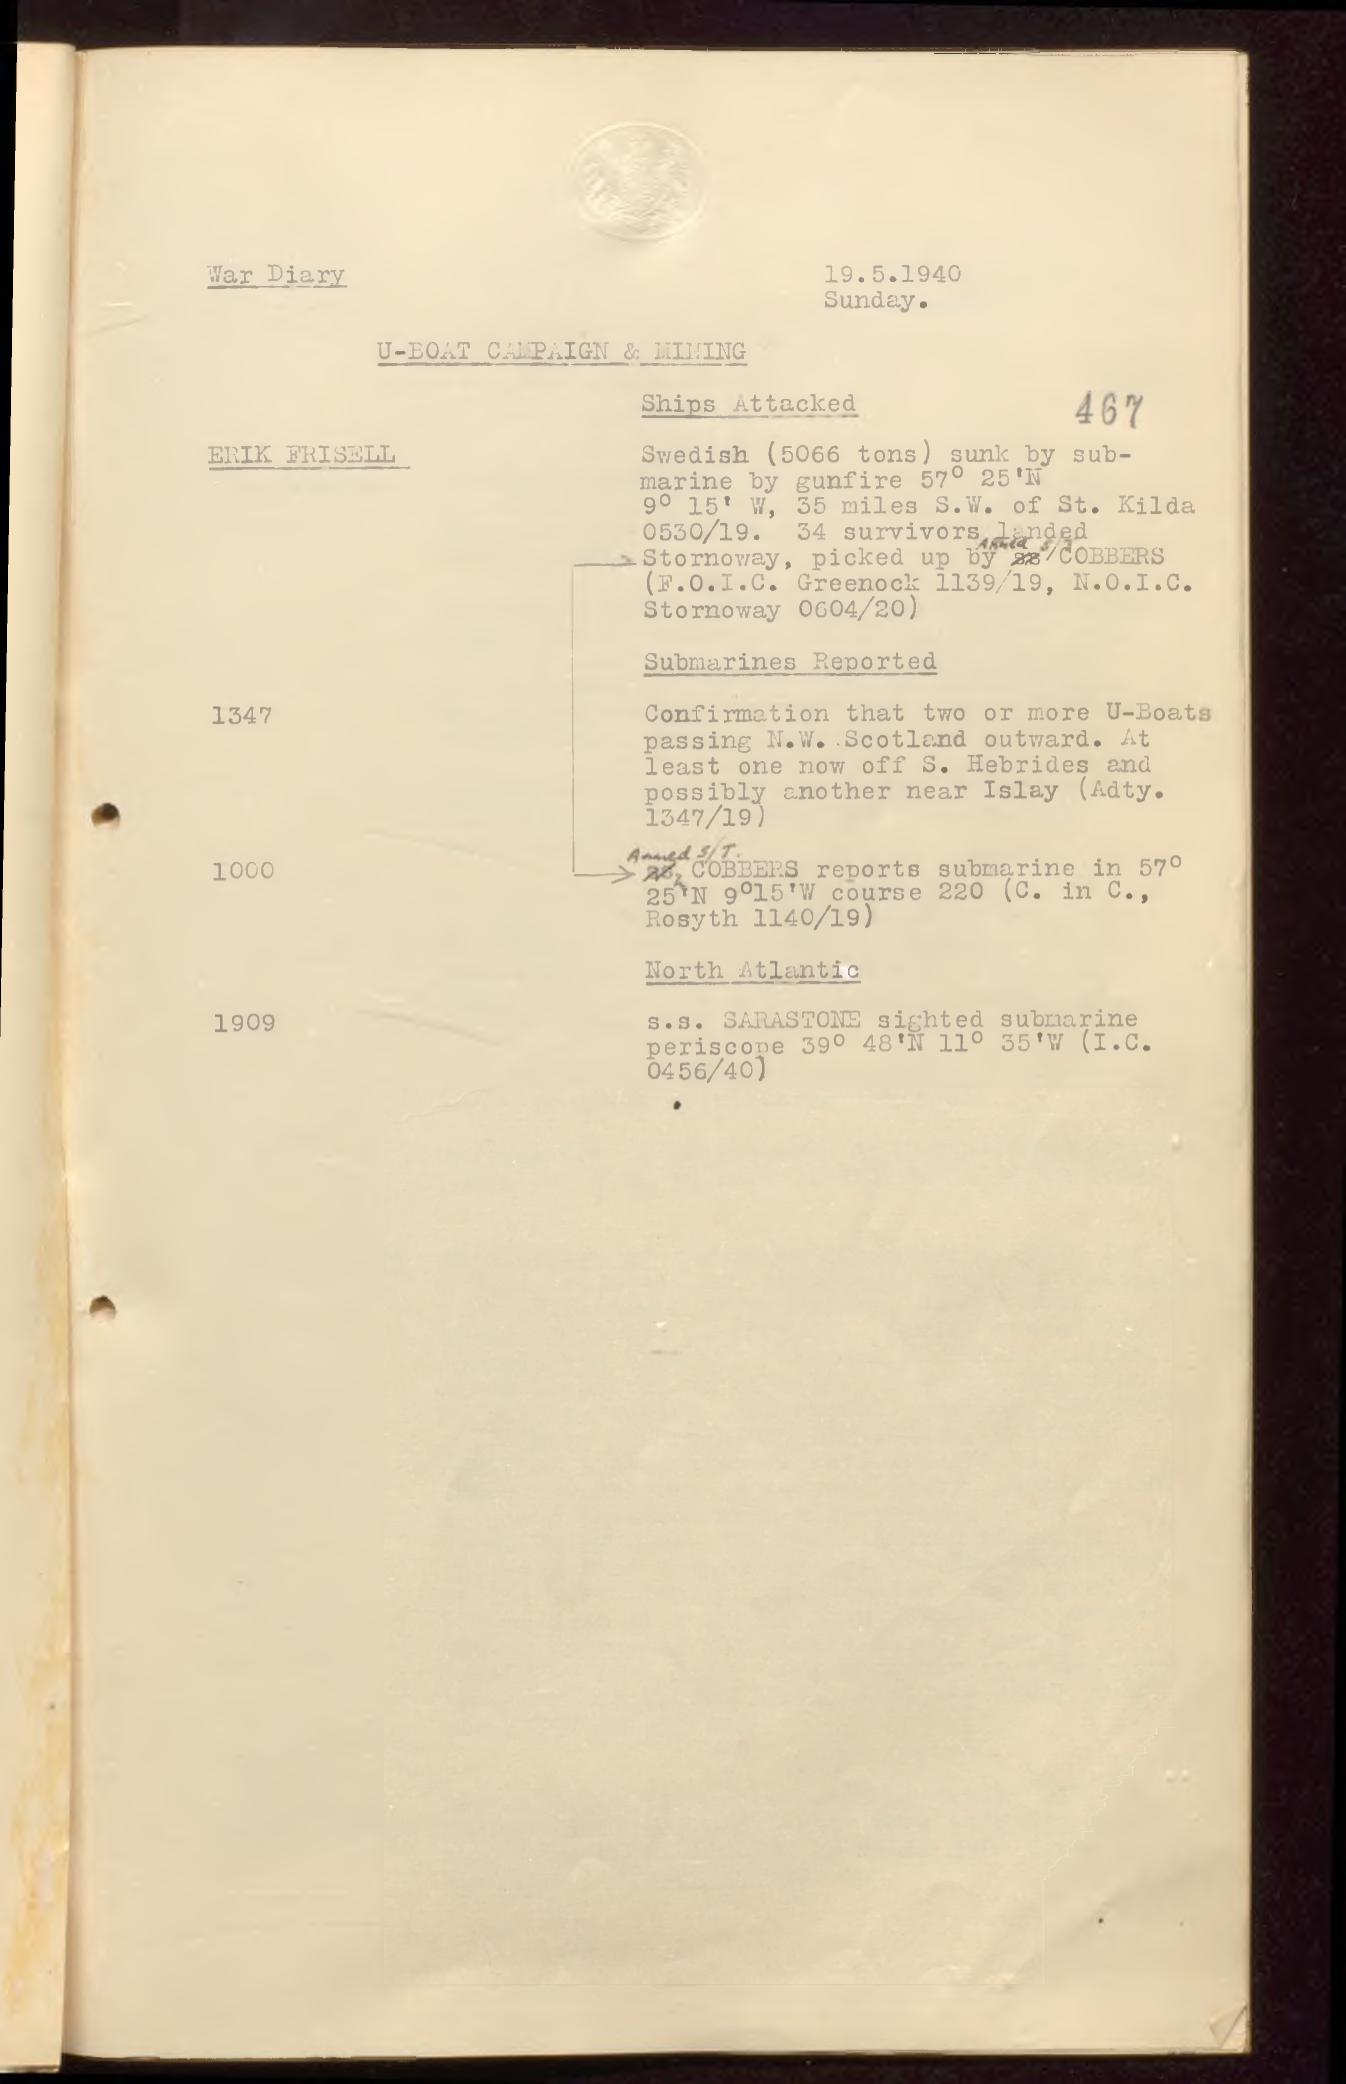 War Diary
19.5.1940
Sunday.
U-BOAT CAMPAIGN & MINING
Ships Attacked
467
ERIK FRISELL
Swedish (5066 tons) sunk by sub-
marine by gunfire 57° 25'N
9° 15' W, 35 miles S.W. of St. Kilda
0530/19. 34 survivors landed
Armed S/T
Stornoway, picked up by COBBERS
(F.O.I.C. Greenock 1139/19, N.O.I.C.
Stornoway 0604/20)
Submarines Reported
1347
Confirmation that two or more U-Boats
passing N.W. Scotland outward. At
least one now off S. Hebrides and
possibly another near Islay (Adty.
1347/19)
Armed S/T.
1000
COBBERS reports submarine in 57°
25'N 9°15'W course 220 (C. in C.,
Rosyth 1140/19)
North Atlantic
1909
s.s. SARASTONE sighted submarine
periscope 39° 48'N 11° 35'W (I.C.
0456/40)